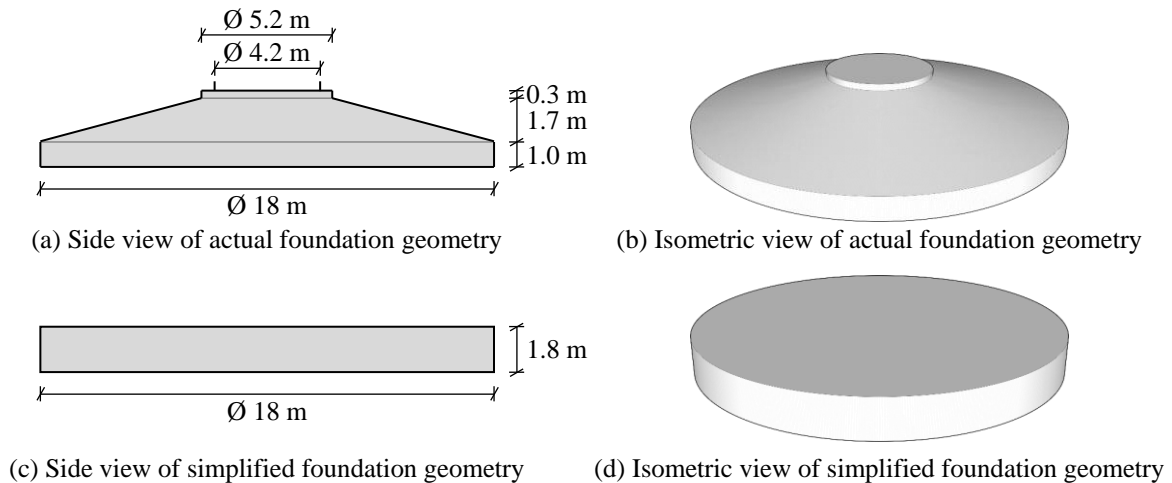 Ø 5.2 m
Ø 4.2 m
0.3 m
1.7 m
1.0 m
Ø 18 m
(a) Side view of actual foundation geometry
(b) Isometric view of actual foundation geometry
1.8 m
Ø 18 m
(c) Side view of simplified foundation geometry
(d) Isometric view of simplified foundation geometry